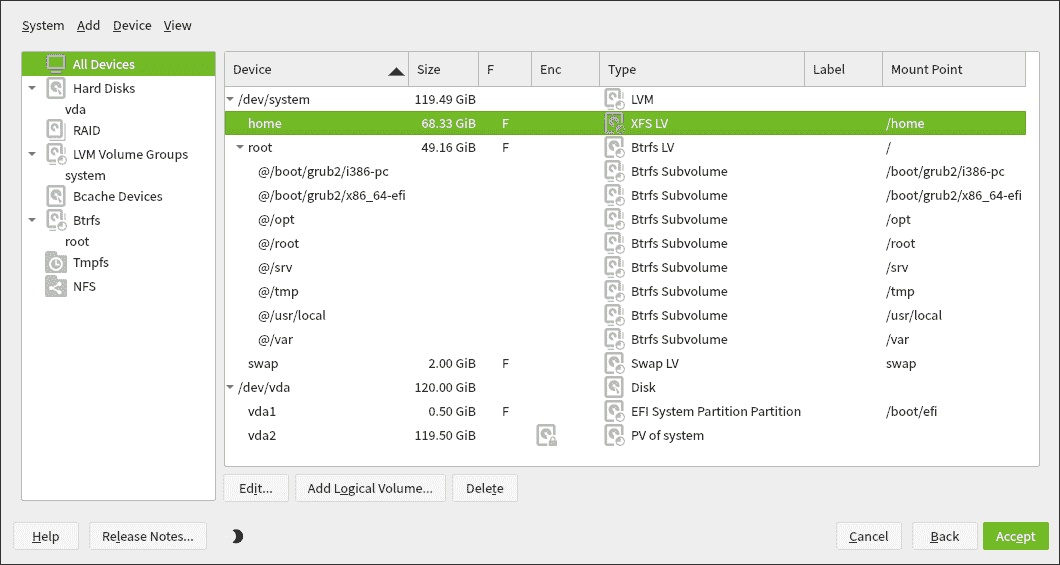 System Add Device View
All Devices
Hard Disks
vda
RAID
LVM Volume Groups
system
Bcache Devices
Btrfs
root
Tmpfs
NFS
Device Size F Enc Type Label Mount Point
/dev/system 119.49 GiB LVM
home 68.33 GiB F XFS LV /home
root 49.16 GiB F Btrfs LV /
@/boot/grub2/i386-pc Btrfs Subvolume /boot/grub2/i386-pc
@/boot/grub2/x86_64-efi Btrfs Subvolume /boot/grub2/x86_64-efi
@/opt Btrfs Subvolume /opt
@/root Btrfs Subvolume /root
@/srv Btrfs Subvolume /srv
@/tmp Btrfs Subvolume /tmp
@/usr/local Btrfs Subvolume /usr/local
@/var Btrfs Subvolume /var
swap 2.00 GiB F Swap LV swap
/dev/vda 120.00 GiB Disk
vda1 0.50 GiB F EFI System Partition Partition /boot/efi
vda2 119.50 GiB PV of system
Edit... Add Logical Volume... Delete
Help Release Notes... Cancel Back Accept